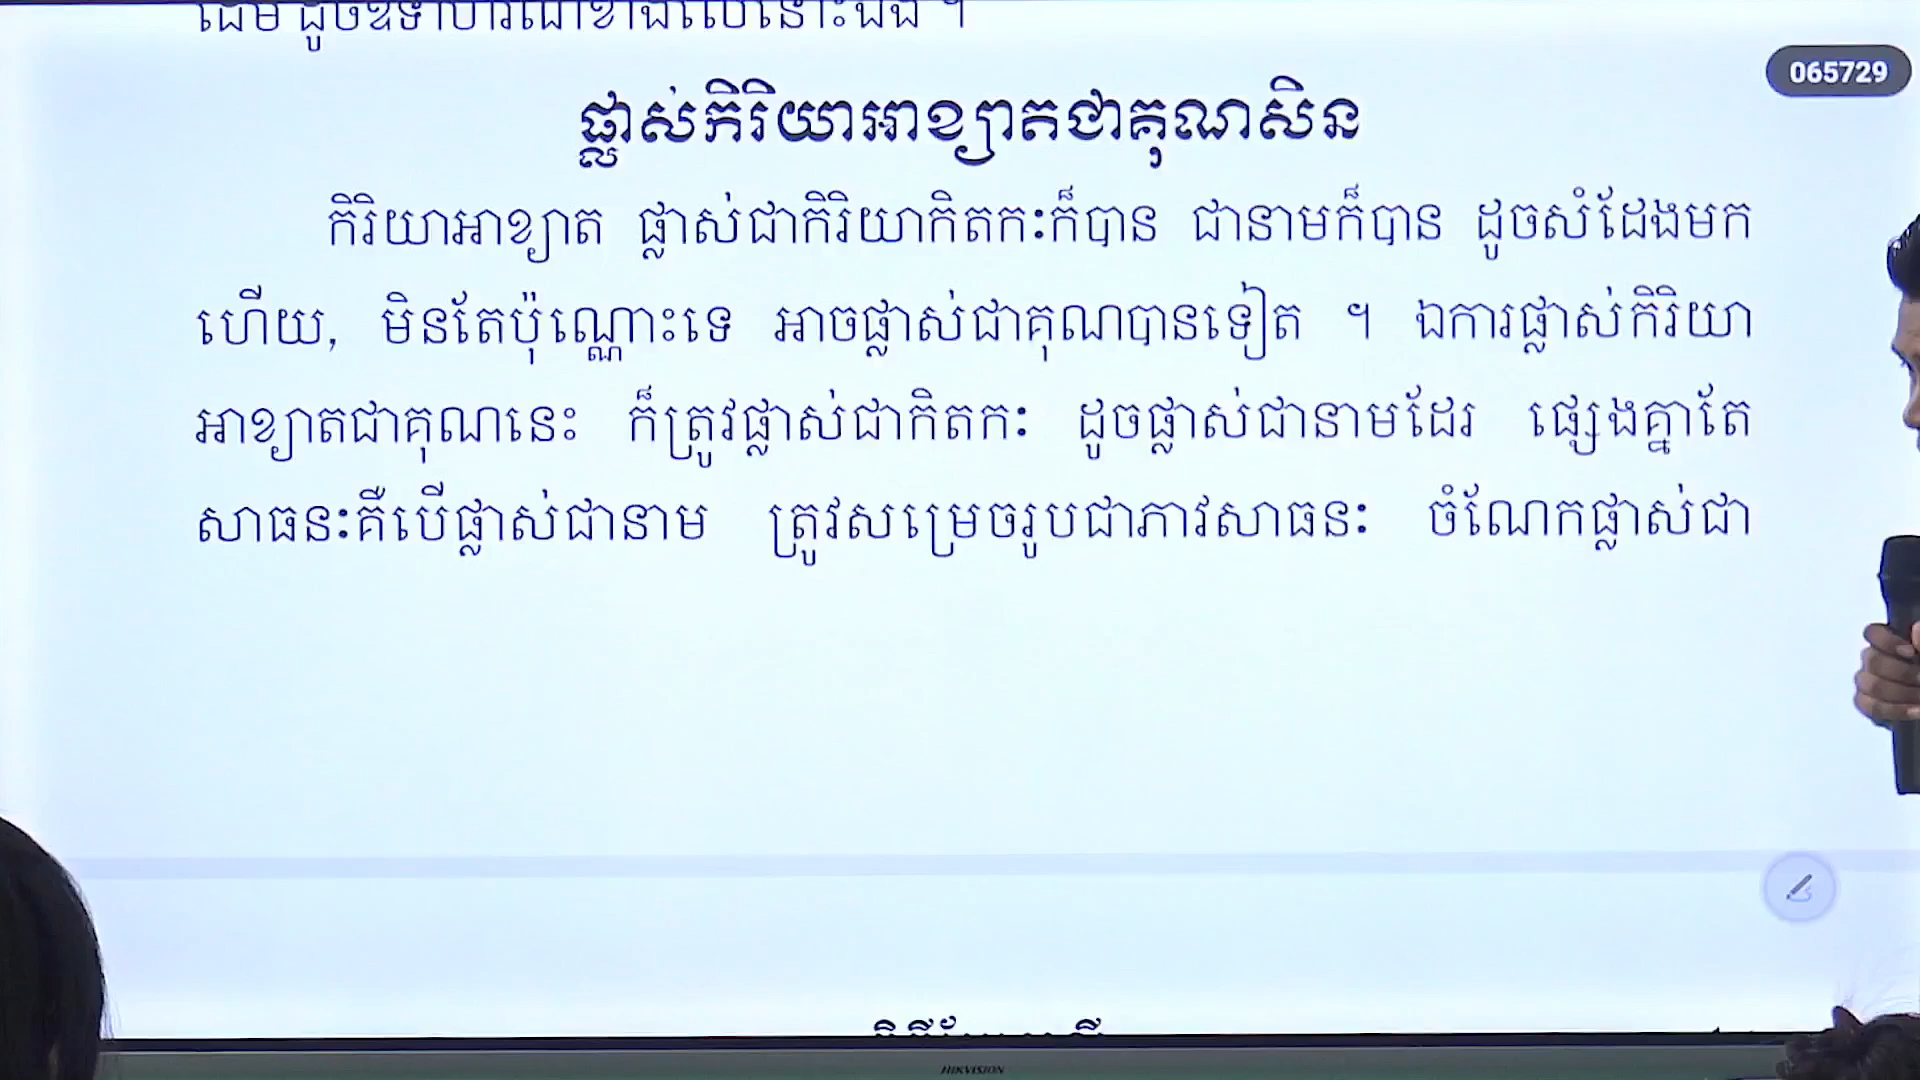 065729
ផ្លាស់កិរិយាអាខ្យាតជាគុណសិន
កិរិយាអាខ្យាត ផ្លាស់ជាកិរិយាកិតកៈក៏បាន ជានាមក៏បាន ដូចសំដែងមក
ហើយ, មិនតែប៉ុណ្ណោះទេ អាចផ្លាស់ជាគុណបានទៀត ។ ឯការផ្លាស់កិរិយា
អាខ្យាតជាគុណនេះ ក៏ត្រូវផ្លាស់ជាកិតកៈ ដូចផ្លាស់ជានាមដែរ ផ្សេងគ្នាតែ
សាធនៈគឺបើផ្លាស់ជានាម ត្រូវសម្រេចរូបជាភាវសាធនៈ ចំណែកផ្លាស់ជា
HIKVISION